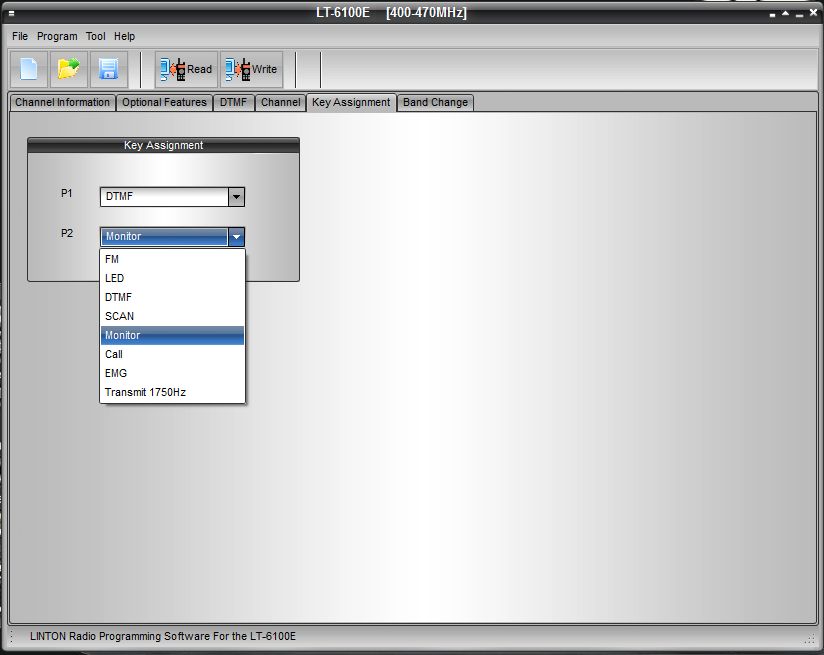 LT-6100E [400-470MHz]
File Program Tool Help
Read Write
Channel Information Optional Features DTMF Channel Key Assignment Band Change
Key Assignment
P1 DTMF
P2 Monitor
FM
LED
DTMF
SCAN
Monitor
Call
EMG
Transmit 1750Hz
LINTON Radio Programming Software For the LT-6100E